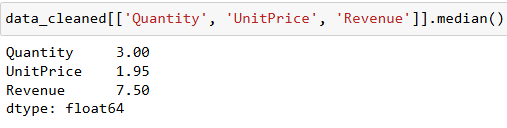 data_cleaned[['Quantity', 'UnitPrice', 'Revenue']].median()
Quantity     3.00
UnitPrice    1.95
Revenue      7.50
dtype: float64